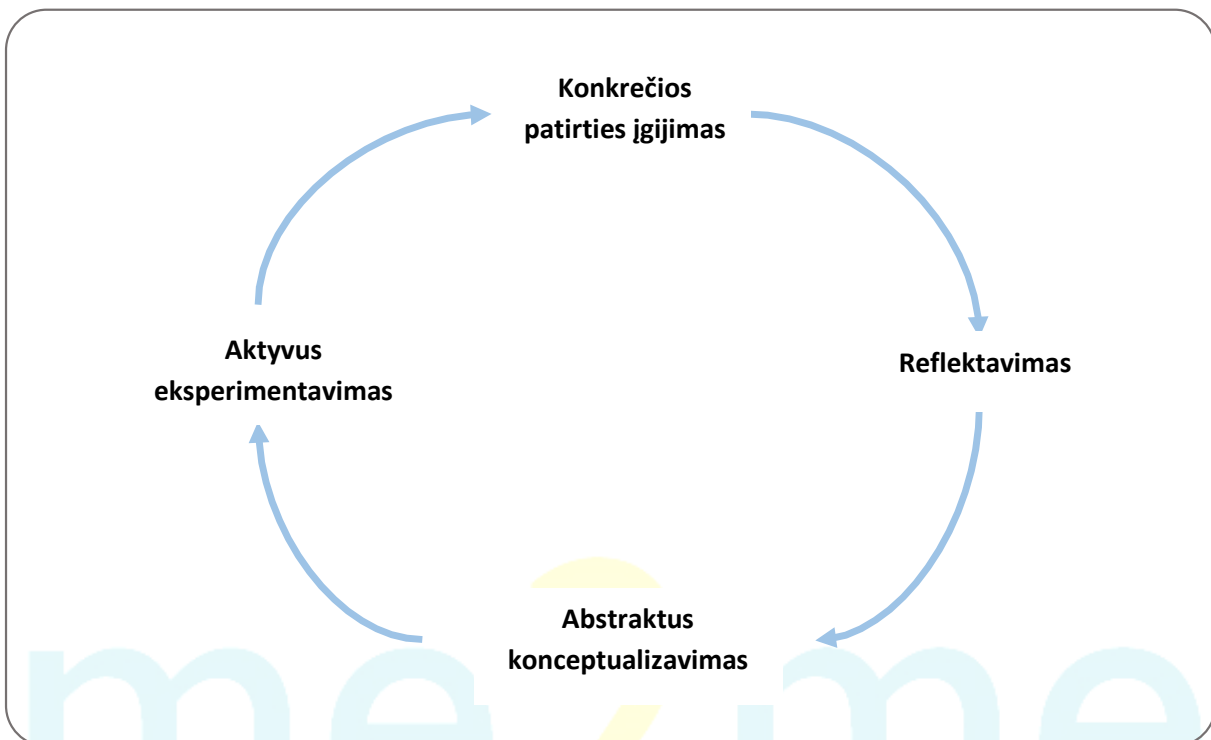 Konkrečios
patirties įgijimas
Aktyvus
eksperimentavimas
Reflektavimas
Abstraktus
konceptualizavimas